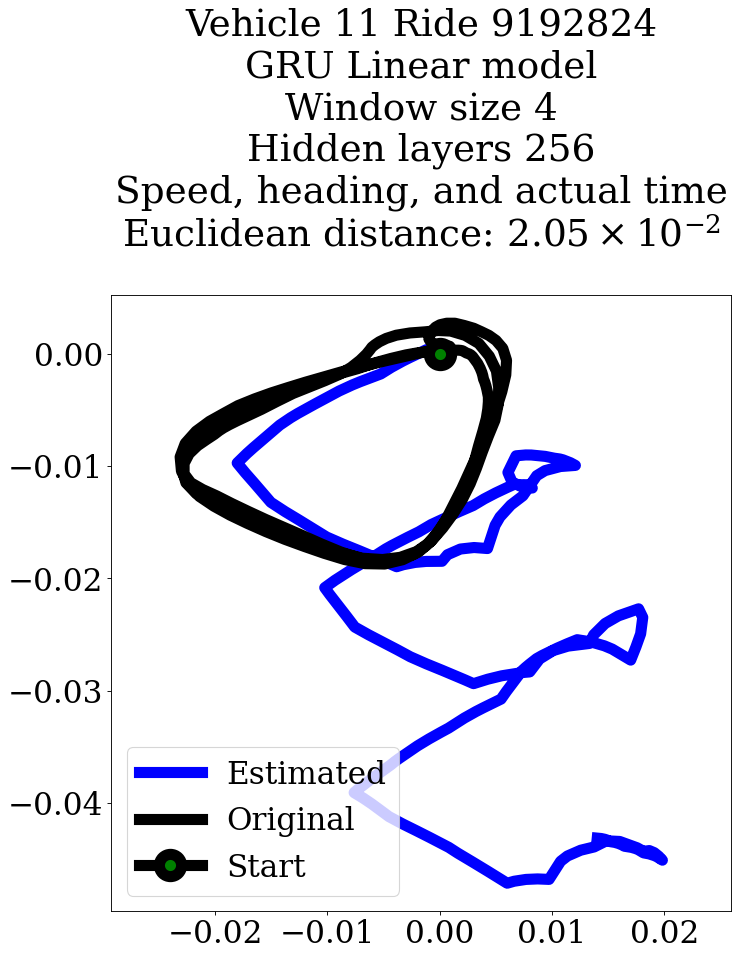 Vehicle 11 Ride 9192824
GRU Linear model
Window size 4
Hidden layers 256
Speed, heading, and actual time
Euclidean distance: 2.05 × 10⁻²
0.00
−0.01
−0.02
−0.03
−0.04
Estimated
Original
Start
−0.02 −0.01 0.00 0.01 0.02